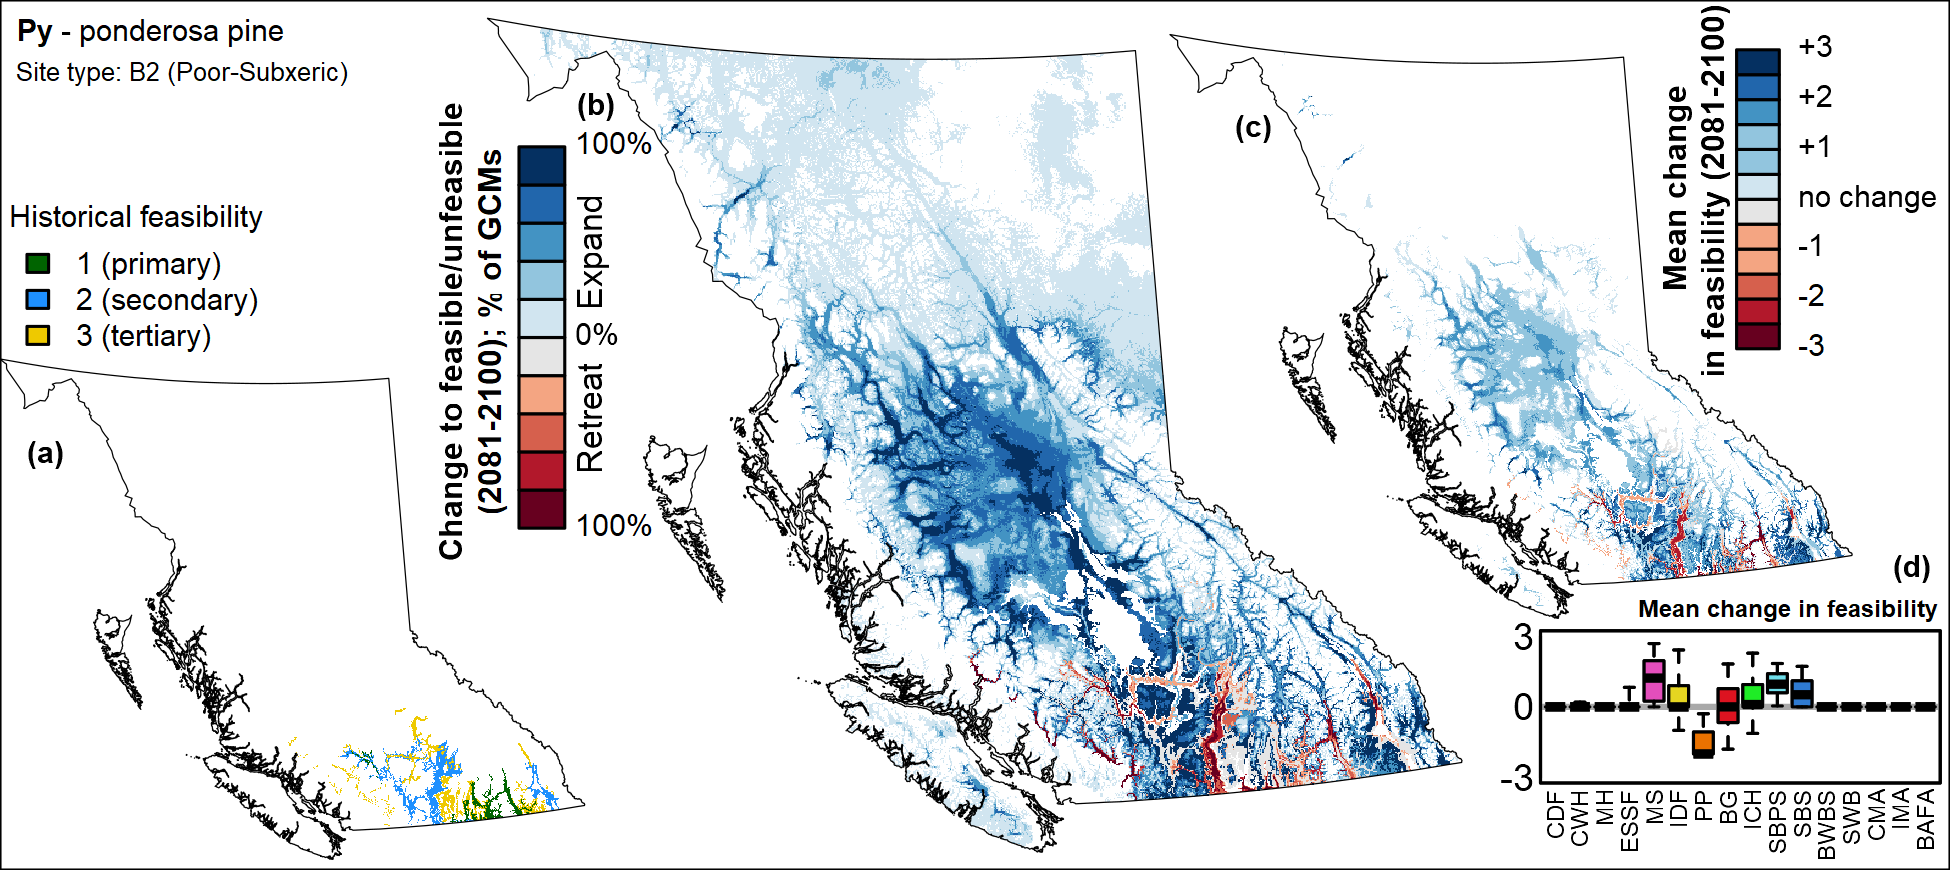 Py - ponderosa pine
Site type: B2 (Poor-Subxeric)
Historical feasibility
1 (primary)
2 (secondary)
3 (tertiary)
(a)
Change to feasible/unfeasible
(2081-2100); % of GCMs
100%
Expand
0%
Retreat
100%
(b)
(c)
Mean change
in feasibility (2081-2100)
+3
+2
+1
no change
-1
-2
-3
(d)
Mean change in feasibility
3
0
-3
CDF
CWH
MH
ESSF
MS
IDF
PP
BG
ICH
SBPS
SBS
BWBS
SWB
CMA
IMA
BAFA